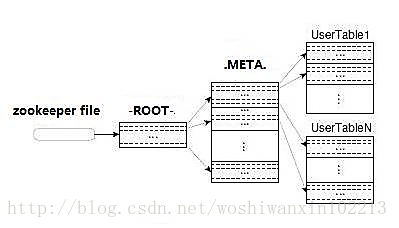 UserTable1
.META.
zookeeper file
-ROOT-
...
...
...
...
...
...
UserTableN
...
...
http://blog.csdn.net/woshiwanxin102213